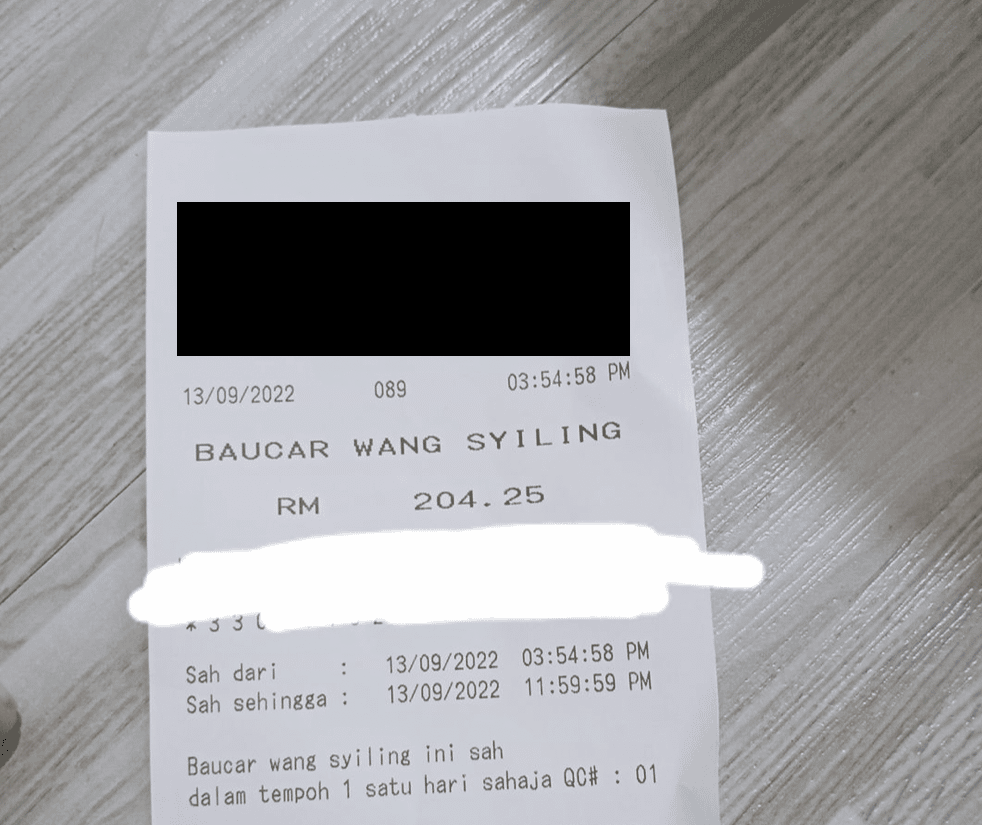 13/09/2022 089 03:54:58 PM
BAUCAR WANG SYILING
RM 204.25
Sah dari : 13/09/2022 03:54:58 PM
Sah sehingga : 13/09/2022 11:59:59 PM
Baucar wang syiling ini sah
dalam tempoh 1 satu hari sahaja QC# : 01